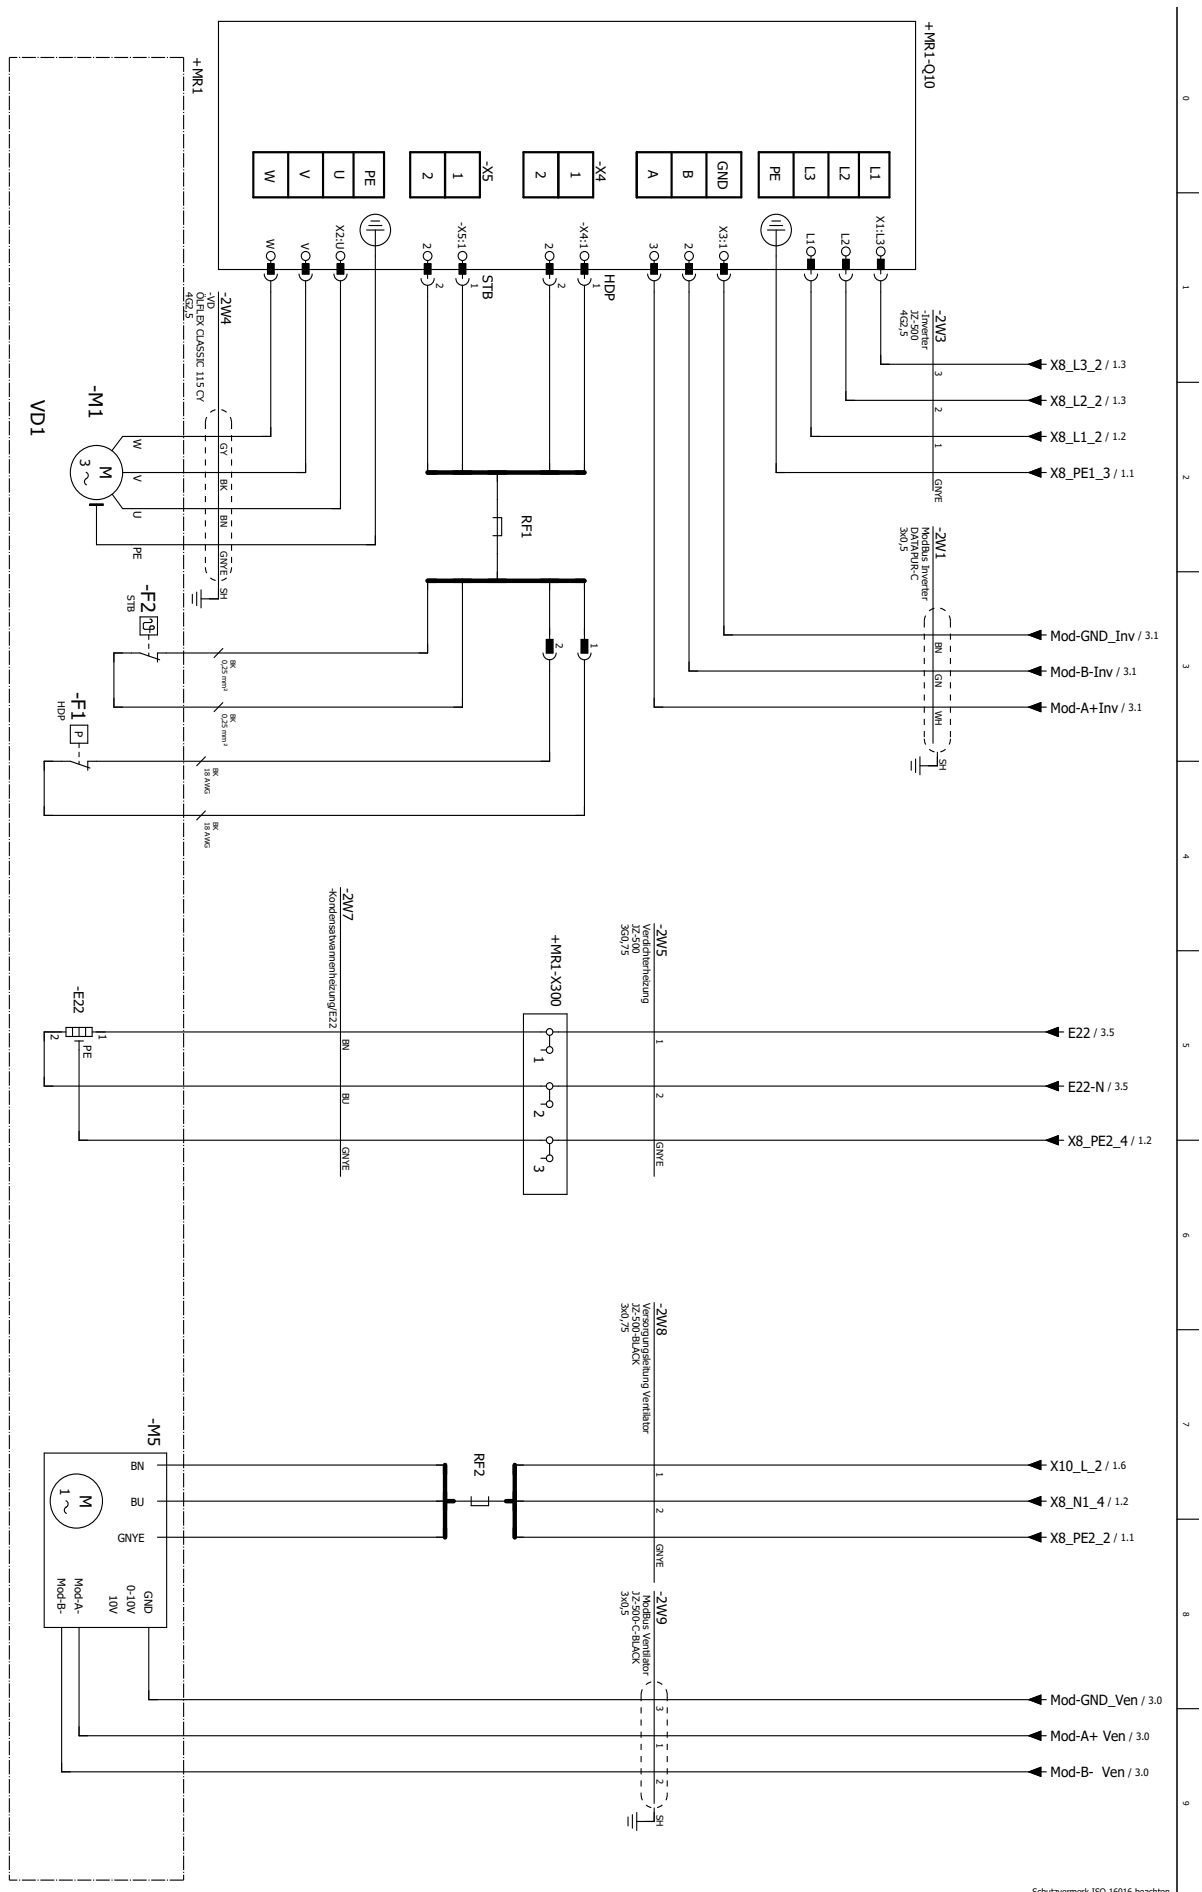 0
1
2
3
4
5
6
7
8
9
+MR1-Q10
+MR1
W
V
U
PE
-X5
2
1
-X4
2
1
A
B
GND
PE
L3
L2
L1
W
V
X2:U
2
-X5:1
2
-X4:1
3
2
X3:1
L1
L2
X1:L3
2
1
STB
2
1
HDP
-2W4
-VD
ÖLFLEX CLASSIC 115 CY
4G2,5
-2W3
-Inverter
JZ-500
4G2,5
X8_L3_2 / 1.3
3
X8_L2_2 / 1.3
2
X8_L1_2 / 1.2
1
X8_PE1_3 / 1.1
GNYE
VD1
-M1
M
3 ~
W
V
U
PE
GY
BK
BN
GNYE
SH
RF1
-2W1
ModBus Inverter
DATAPUR-C
3x0,5
Mod-GND_Inv / 3.1
BN
Mod-B-Inv / 3.1
GN
Mod-A+Inv / 3.1
WH
SH
-F2
STB
BK
0,25 mm²
BK
0,25 mm²
2
1
-F1
HDP
P
BK
18 AWG
BK
18 AWG
-2W7
-Kondensatwannenheizung/E22
+MR1-X300
-2W5
Verdichterheizung
JZ-500
3G0,75
-E22
1
2
PE
BN
BU
GNYE
1
2
3
1
2
GNYE
E22 / 3.5
E22-N / 3.5
X8_PE2_4 / 1.2
-2W8
Versorgungsleitung Ventilator
JZ-500-BLACK
3x0,75
-M5
M
1 ~
BN
BU
GNYE
RF2
1
2
GNYE
X10_L_2 / 1.6
X8_N1_4 / 1.2
X8_PE2_2 / 1.1
GND
0-10V
10V
Mod-A-
Mod-B-
-2W9
ModBus Ventilator
JZ-500-C-BLACK
3x0,5
Mod-GND_Ven / 3.0
3
Mod-A+ Ven / 3.0
1
Mod-B- Ven / 3.0
2
SH
Schutzvermerk ISO 16016 beachten